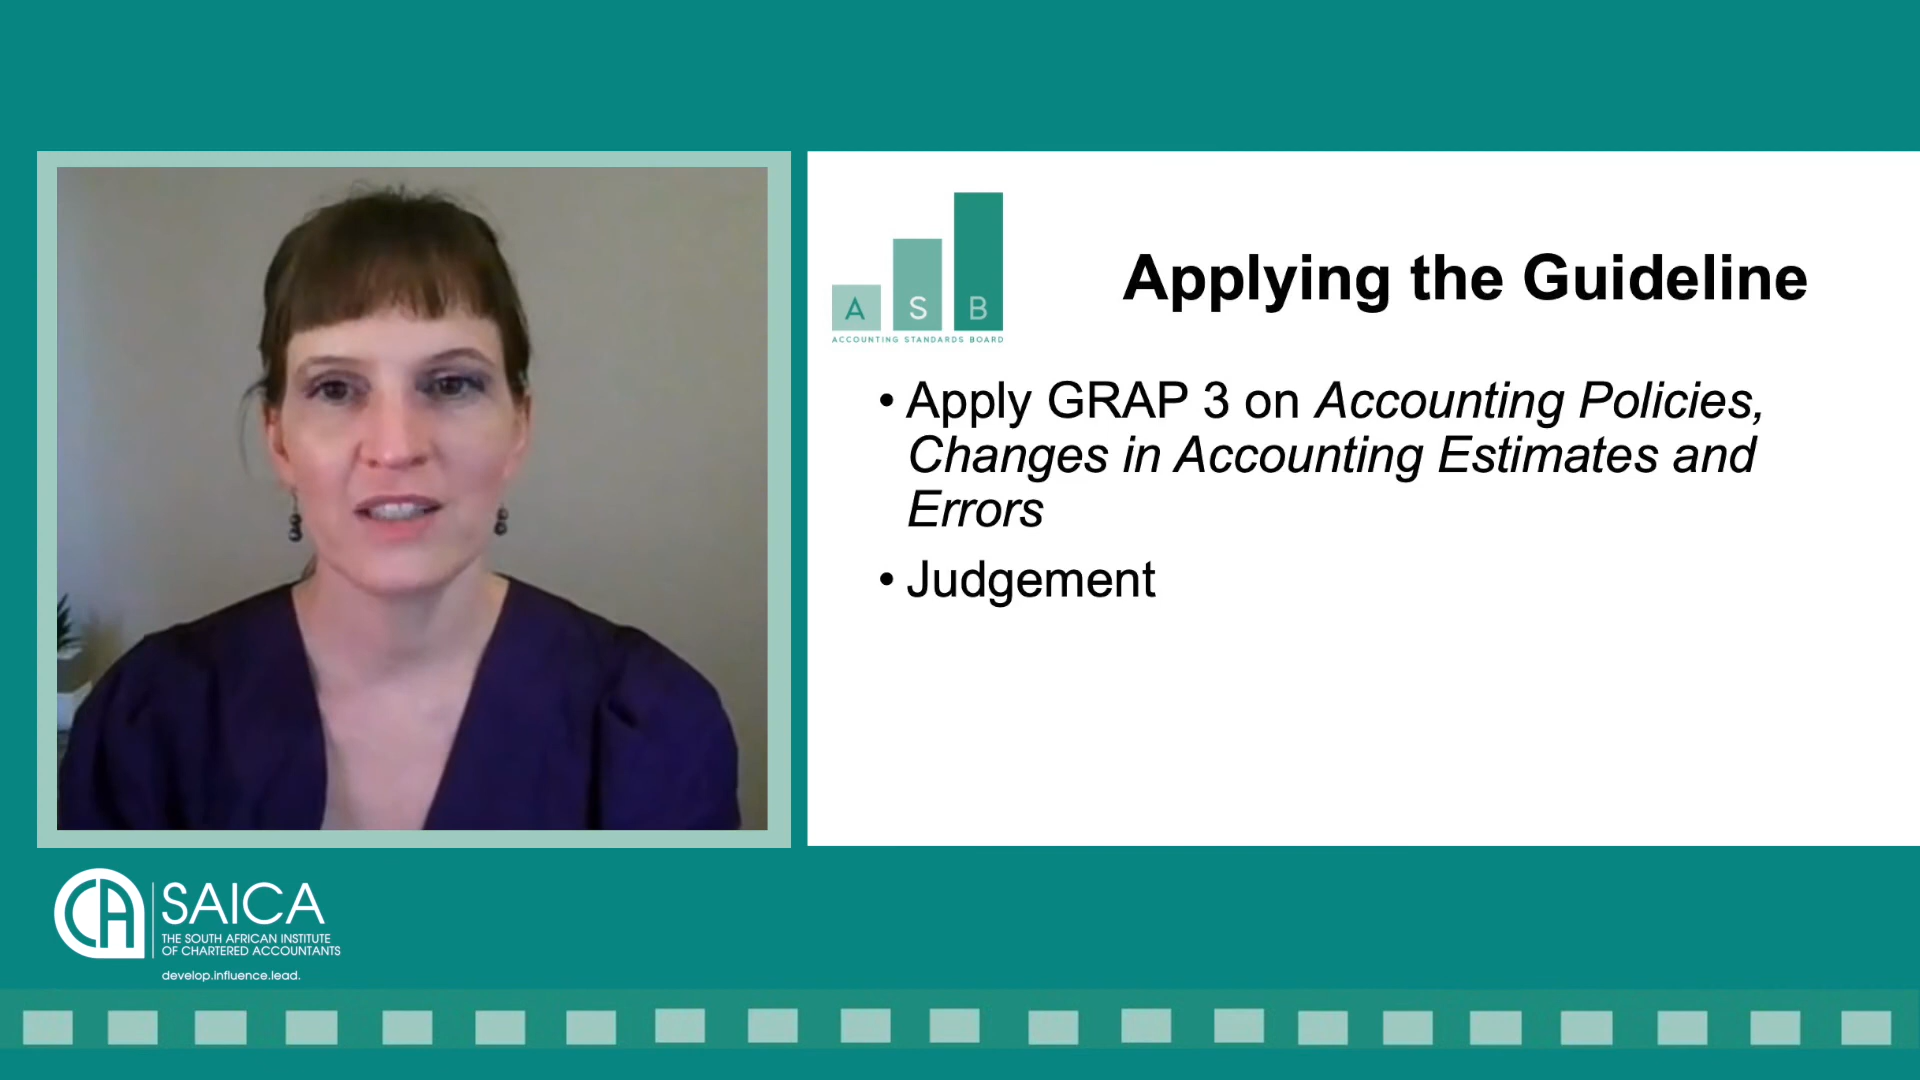 A S B
ACCOUNTING STANDARDS BOARD
Applying the Guideline
• Apply GRAP 3 on Accounting Policies,
Changes in Accounting Estimates and
Errors
• Judgement
CA
SAICA
THE SOUTH AFRICAN INSTITUTE
OF CHARTERED ACCOUNTANTS
develop.influence.lead.